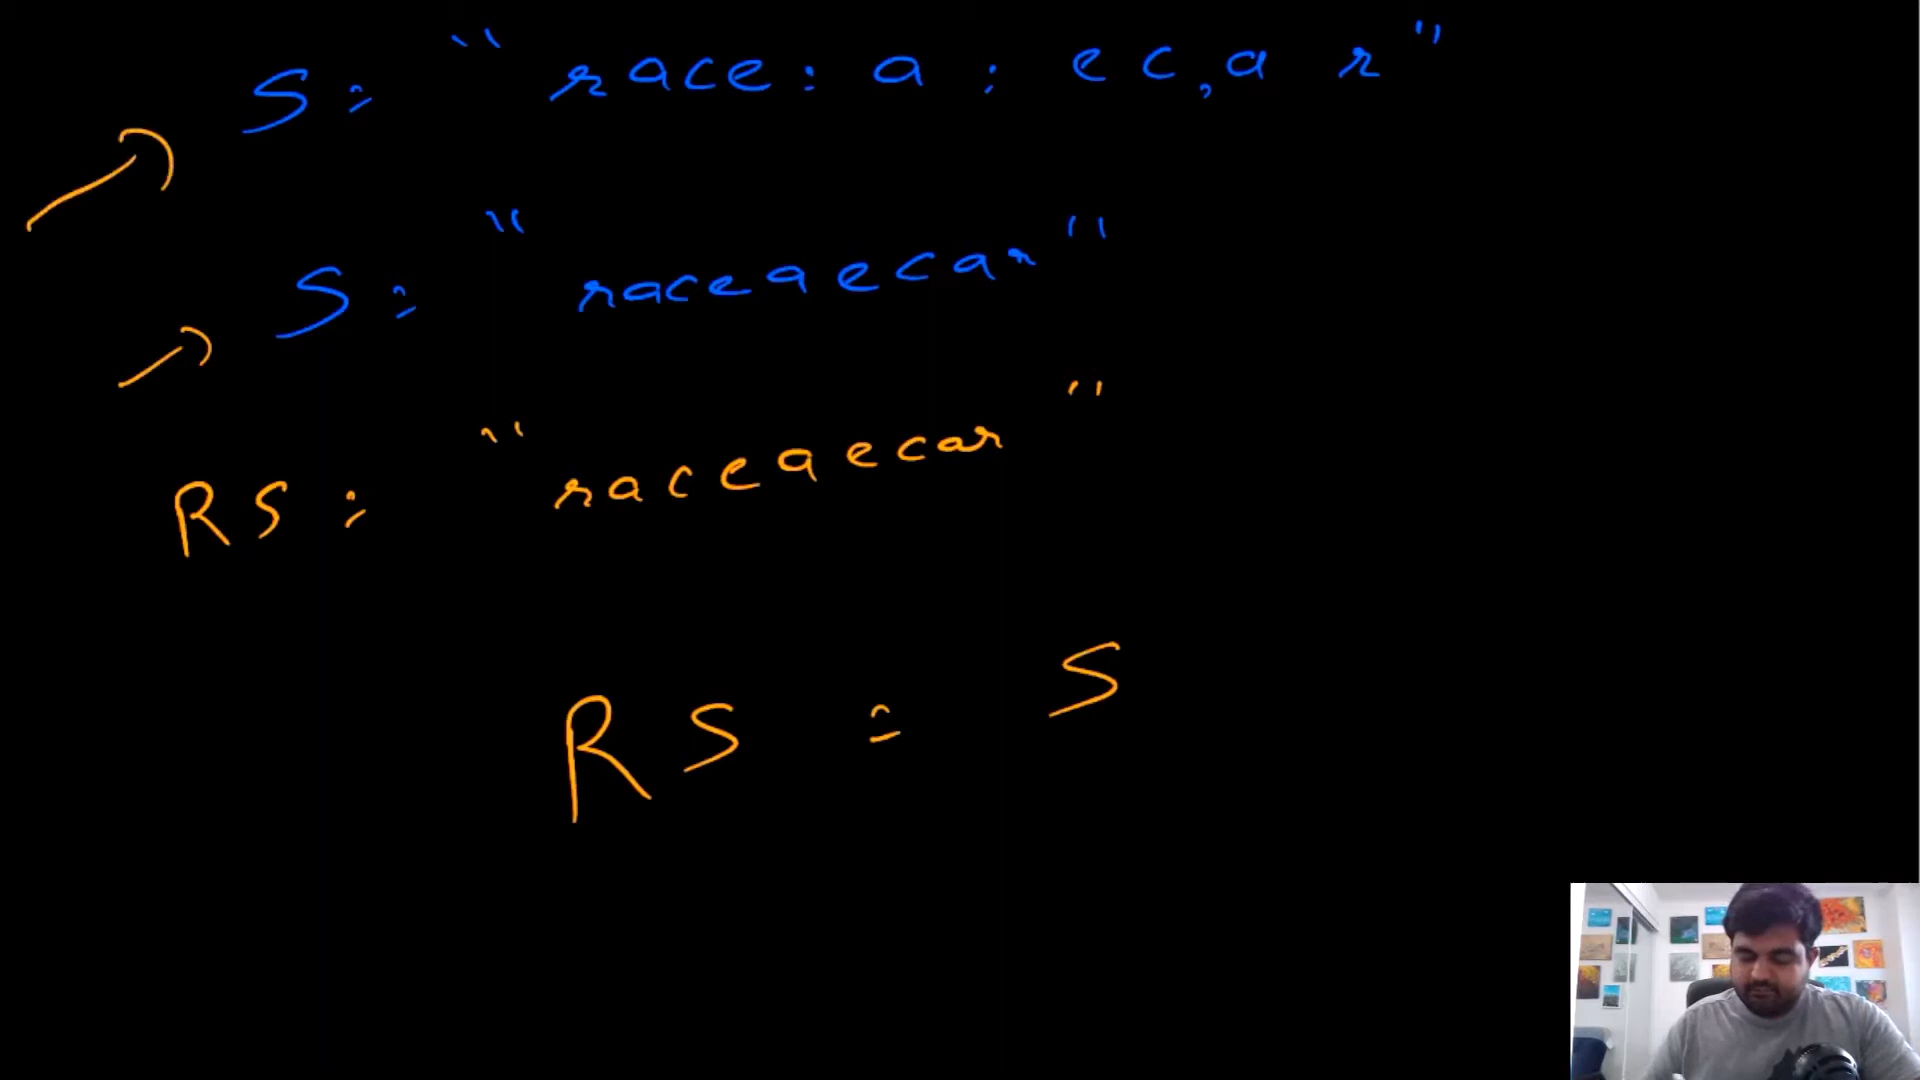 S = "race: a : ec,a r"
S = "raceaecar"
RS = "raceaecar"
RS = S